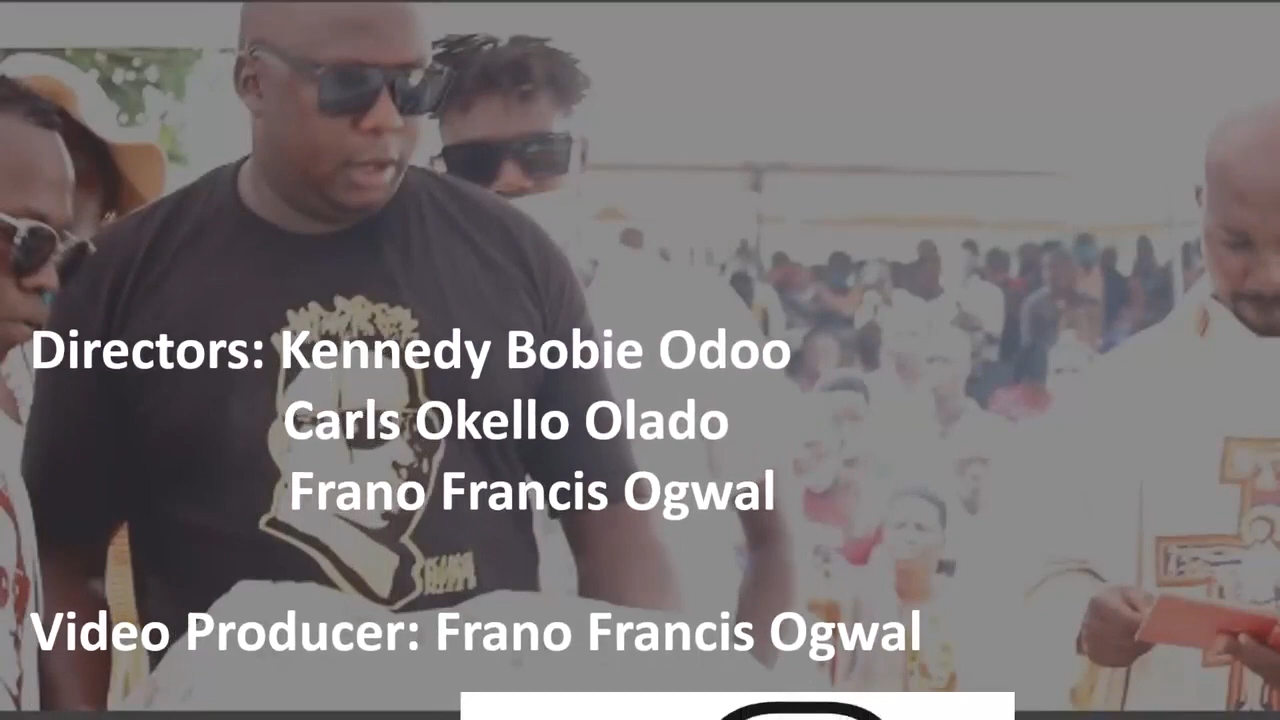 Directors: Kennedy Bobie Odoo
Carls Okello Olado
Frano Francis Ogwal
Video Producer: Frano Francis Ogwal